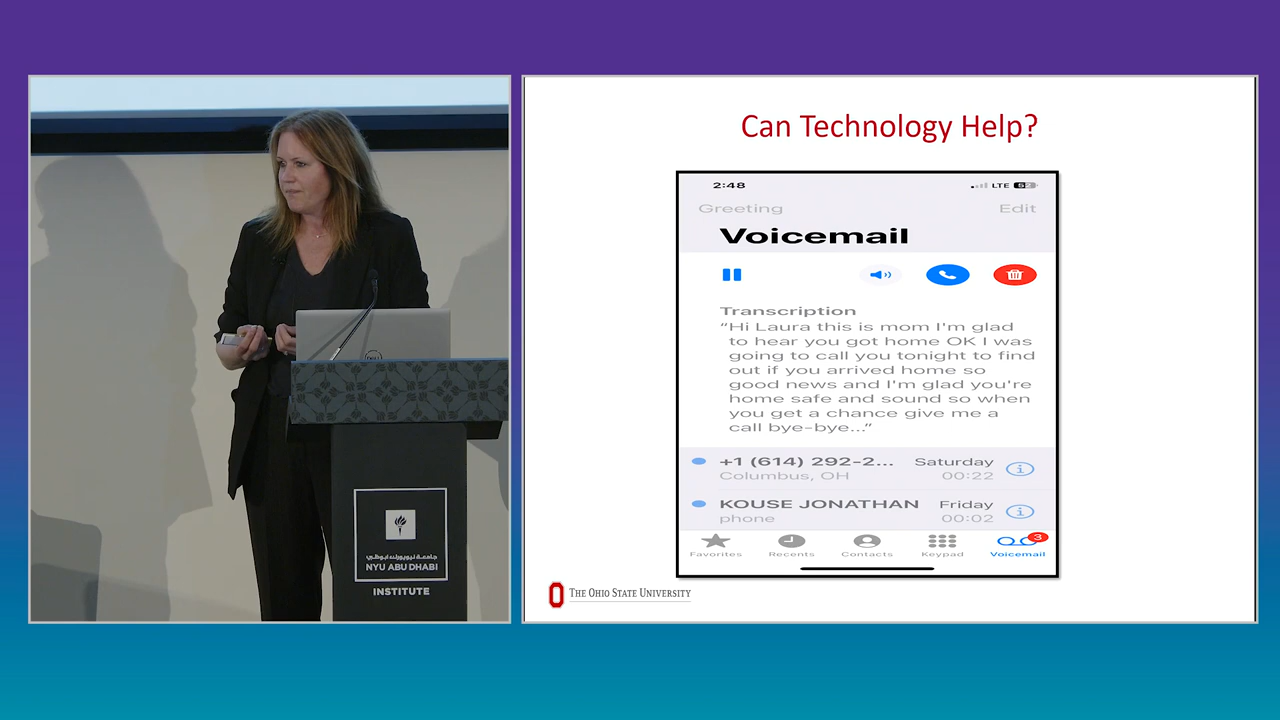 Can Technology Help?
2:48
LTE 52
Greeting
Edit
Voicemail
Transcription
“Hi Laura this is mom I'm glad
to hear you got home OK I was
going to call you tonight to find
out if you arrived home so
good news and I'm glad you're
home safe and sound so when
you get a chance give me a
call bye-bye...”
+1 (614) 292-2... Saturday
Columbus, OH 00:22
KOUSE JONATHAN Friday
phone 00:02
3
Favorites Recents Contacts Keypad Voicemail
THE OHIO STATE UNIVERSITY
DELL
جامعة نيويورك أبوظبي
NYU ABU DHABI
INSTITUTE